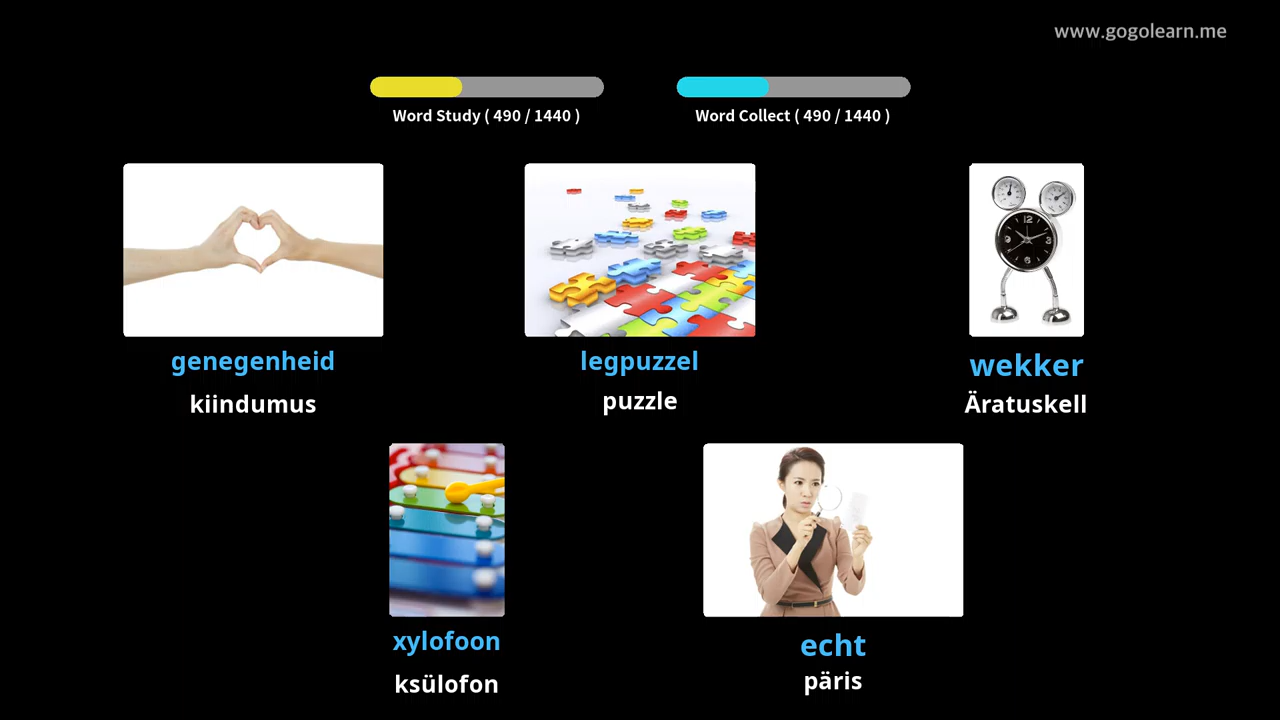 www.gogolearn.me
Word Study ( 490 / 1440 )
Word Collect ( 490 / 1440 )
genegenheid
kiindumus
legpuzzel
puzzle
wekker
Äratuskell
xylofoon
ksülofon
echt
päris